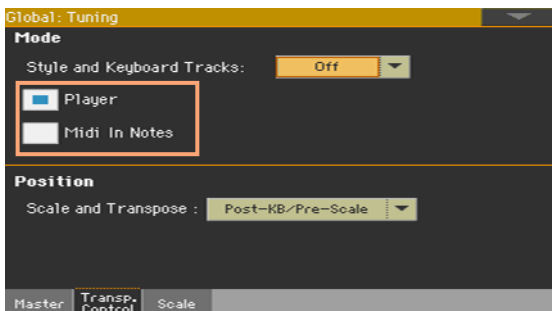 Global: Tuning
Mode
Style and Keyboard Tracks: Off
Player
Midi In Notes
Position
Scale and Transpose : Post-KB/Pre-Scale
Master Transp. Control Scale